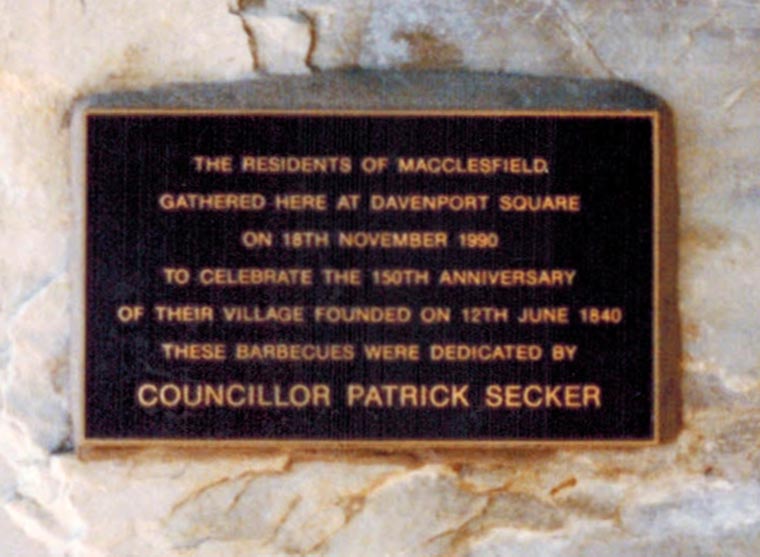 THE RESIDENTS OF MACCLESFIELD,
GATHERED HERE AT DAVENPORT SQUARE
ON 18TH NOVEMBER 1990
TO CELEBRATE THE 150TH ANNIVERSARY
OF THEIR VILLAGE FOUNDED ON 12TH JUNE 1840
THESE BARBECUES WERE DEDICATED BY
COUNCILLOR PATRICK SECKER